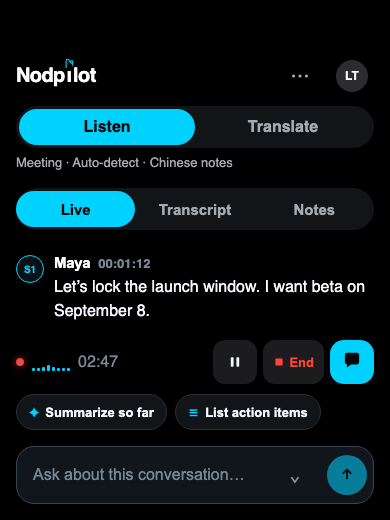 Nodpilot
LT
Listen
Translate
Meeting · Auto-detect · Chinese notes
Live
Transcript
Notes
S1
Maya 00:01:12
Let’s lock the launch window. I want beta on
September 8.
02:47
End
Summarize so far
List action items
Ask about this conversation…